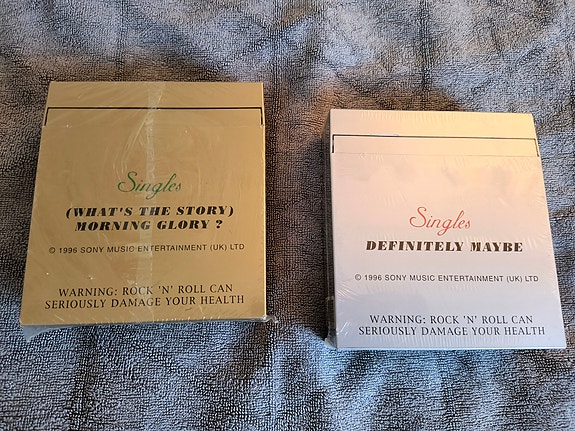 Singles
(WHAT'S THE STORY)
MORNING GLORY ?
© 1996 SONY MUSIC ENTERTAINMENT (UK) LTD
WARNING: ROCK 'N' ROLL CAN
SERIOUSLY DAMAGE YOUR HEALTH
Singles
DEFINITELY MAYBE
© 1996 SONY MUSIC ENTERTAINMENT (UK) LTD
WARNING: ROCK 'N' ROLL CAN
SERIOUSLY DAMAGE YOUR HEALTH